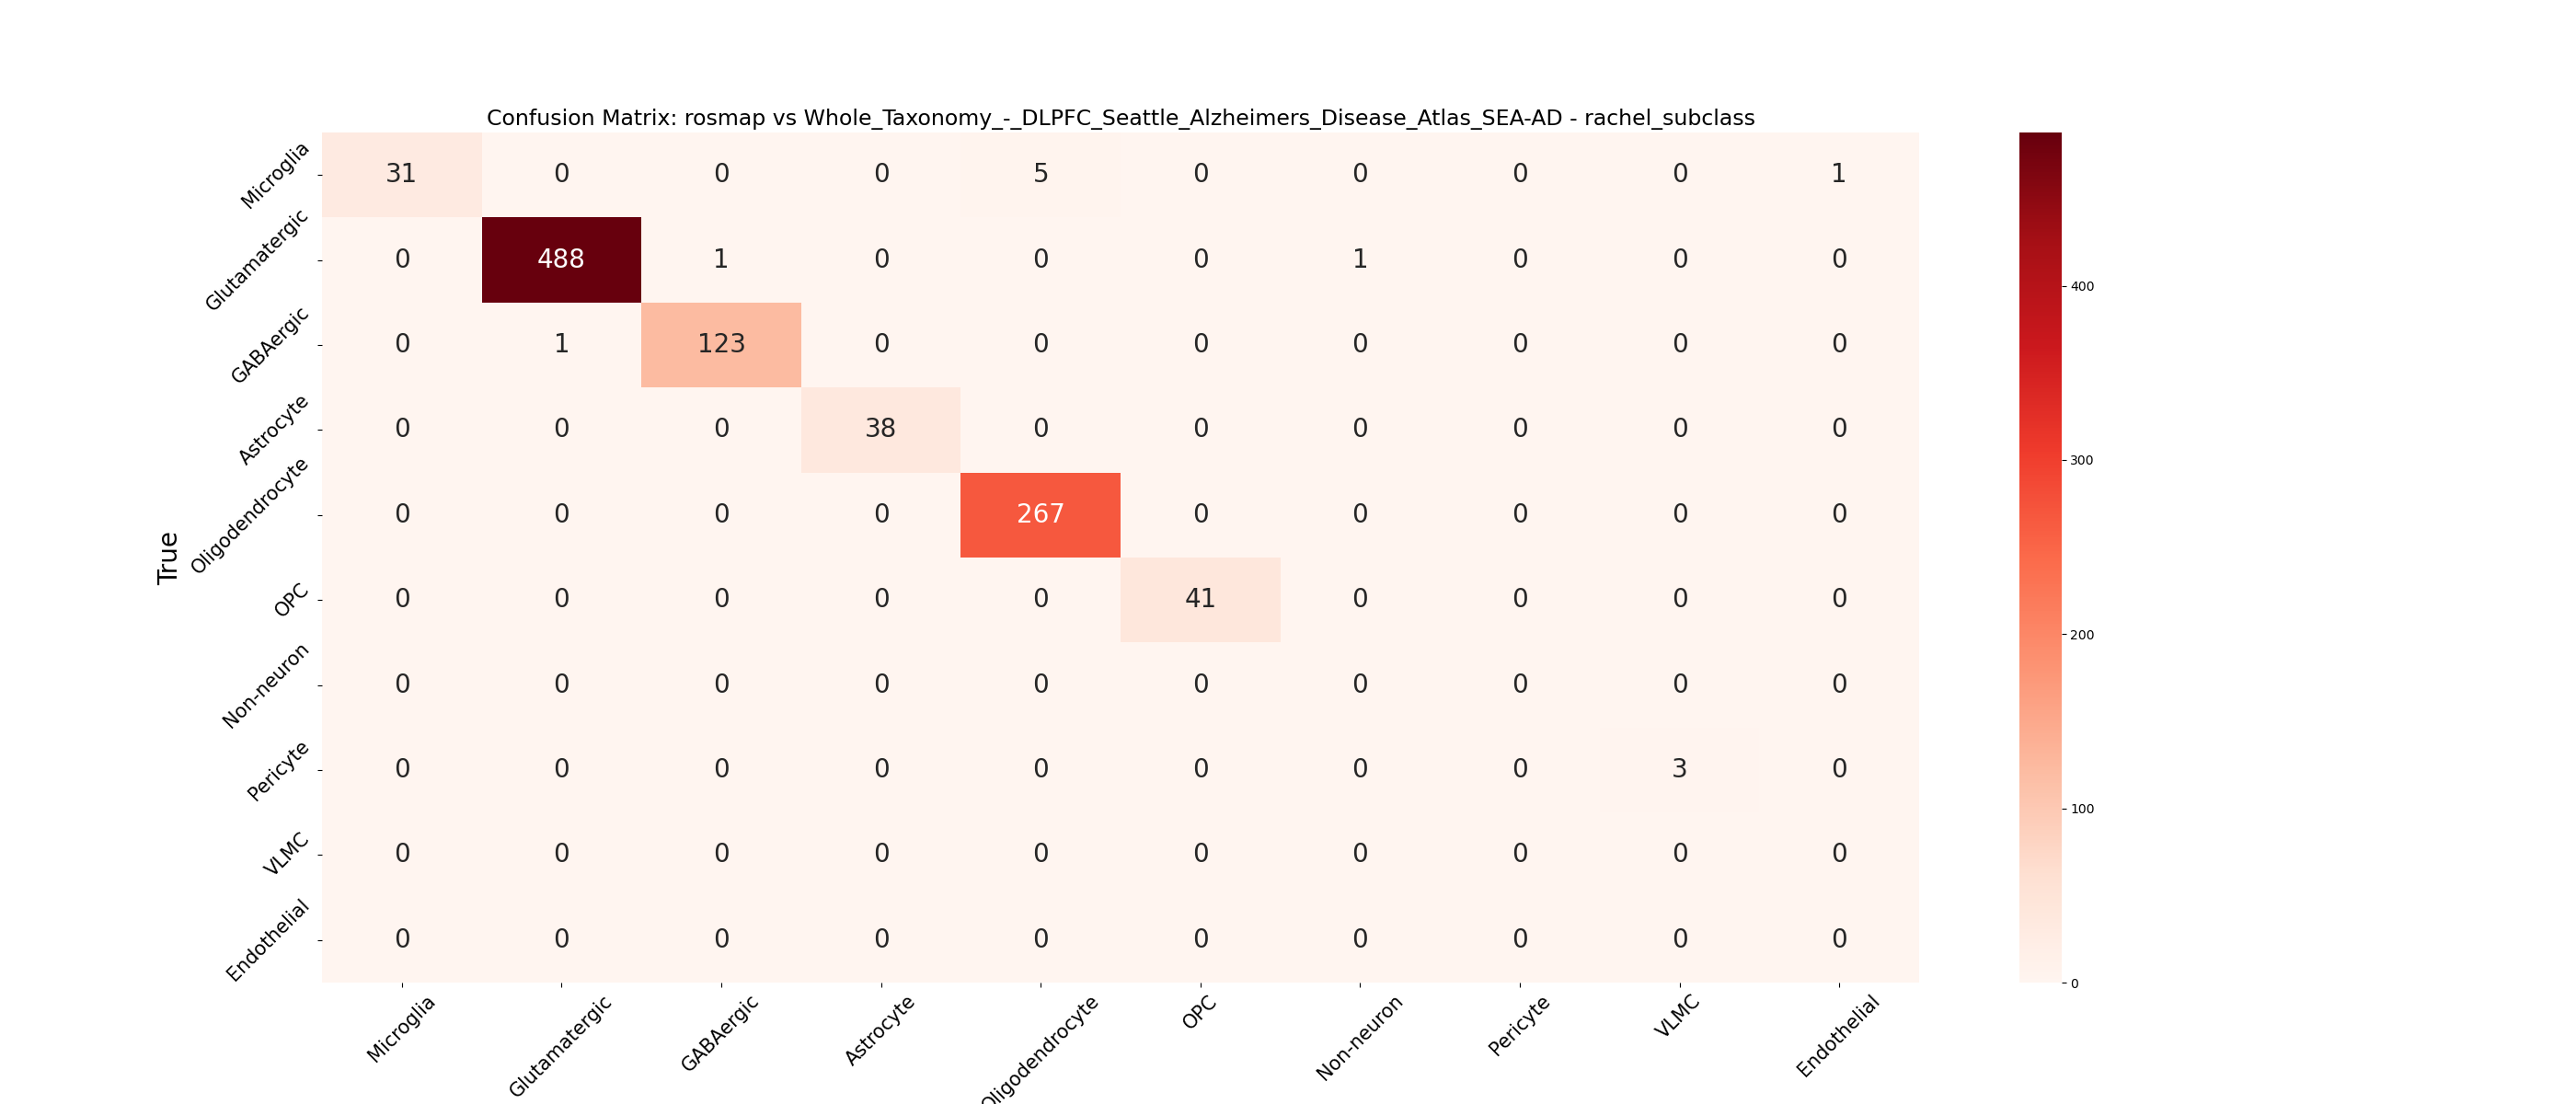 Confusion Matrix: rosmap vs Whole_Taxonomy_-_DLPFC_Seattle_Alzheimers_Disease_Atlas_SEA-AD - rachel_subclass
True
Microglia 31 0 0 0 5 0 0 0 0 1
Glutamatergic 0 488 1 0 0 0 1 0 0 0
GABAergic 0 1 123 0 0 0 0 0 0 0
Astrocyte 0 0 0 38 0 0 0 0 0 0
Oligodendrocyte 0 0 0 0 267 0 0 0 0 0
OPC 0 0 0 0 0 41 0 0 0 0
Non-neuron 0 0 0 0 0 0 0 0 0 0
Pericyte 0 0 0 0 0 0 0 0 3 0
VLMC 0 0 0 0 0 0 0 0 0 0
Endothelial 0 0 0 0 0 0 0 0 0 0
Microglia Glutamatergic GABAergic Astrocyte Oligodendrocyte OPC Non-neuron Pericyte VLMC Endothelial
400
300
200
100
0